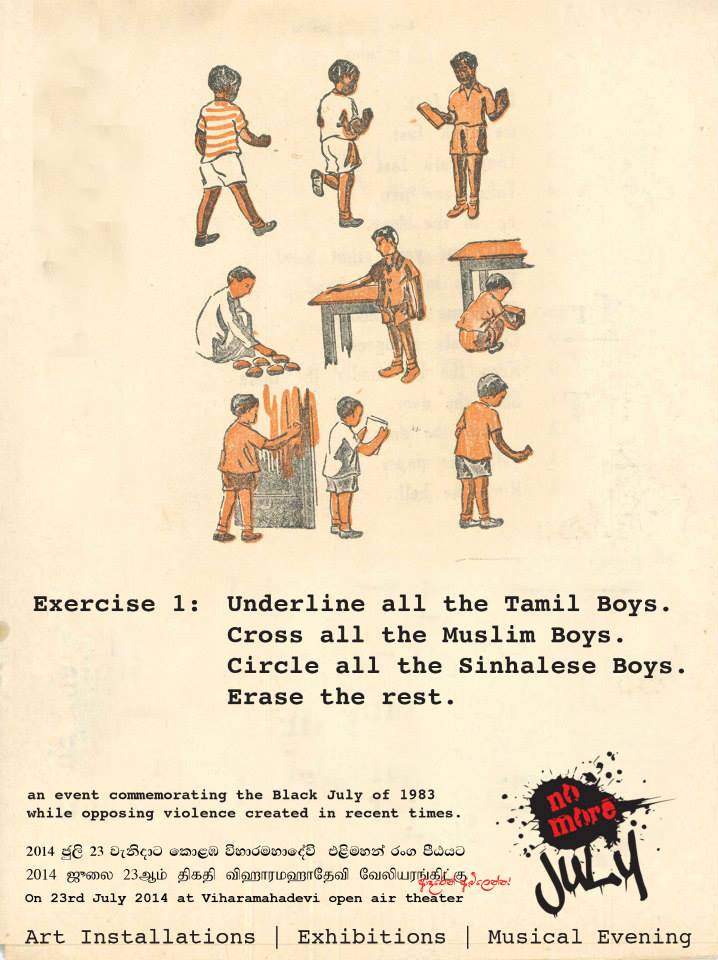 Exercise 1: Underline all the Tamil Boys.
Cross all the Muslim Boys.
Circle all the Sinhalese Boys.
Erase the rest.
an event commemorating the Black July of 1983
while opposing violence created in recent times.
2014 ජුලි 23 වැනිදාට කොළඹ විහාරමහාදේවී එළිමහන් රංග පීඨයට
2014 ஜுலை 23ஆம் திகதி விஹாரமஹாதேவி வேலியரங்கிட்கு
On 23rd July 2014 at Viharamahadevi open air theater
no
more
JULY
Art Installations | Exhibitions | Musical Evening